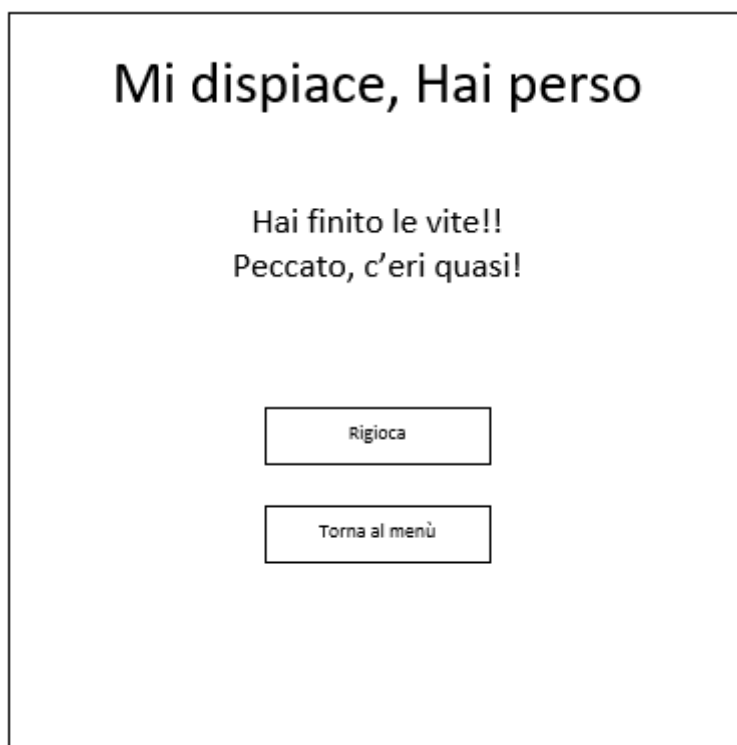 Mi dispiace, Hai perso
Hai finito le vite!!
Peccato, c’eri quasi!
Rigioca
Torna al menù